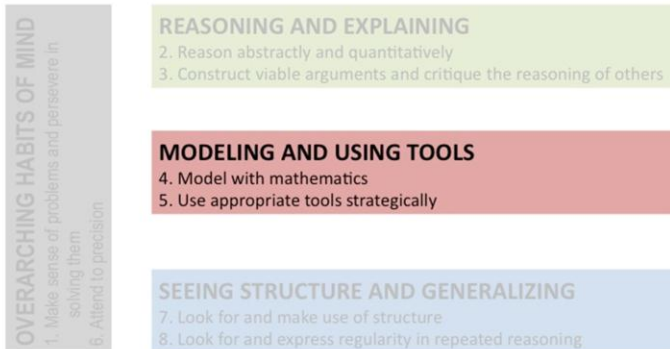 OVERARCHING HABITS OF MIND
1. Make sense of problems and persevere in
solving them
6. Attend to precision
REASONING AND EXPLAINING
2. Reason abstractly and quantitatively
3. Construct viable arguments and critique the reasoning of others
MODELING AND USING TOOLS
4. Model with mathematics
5. Use appropriate tools strategically
SEEING STRUCTURE AND GENERALIZING
7. Look for and make use of structure
8. Look for and express regularity in repeated reasoning